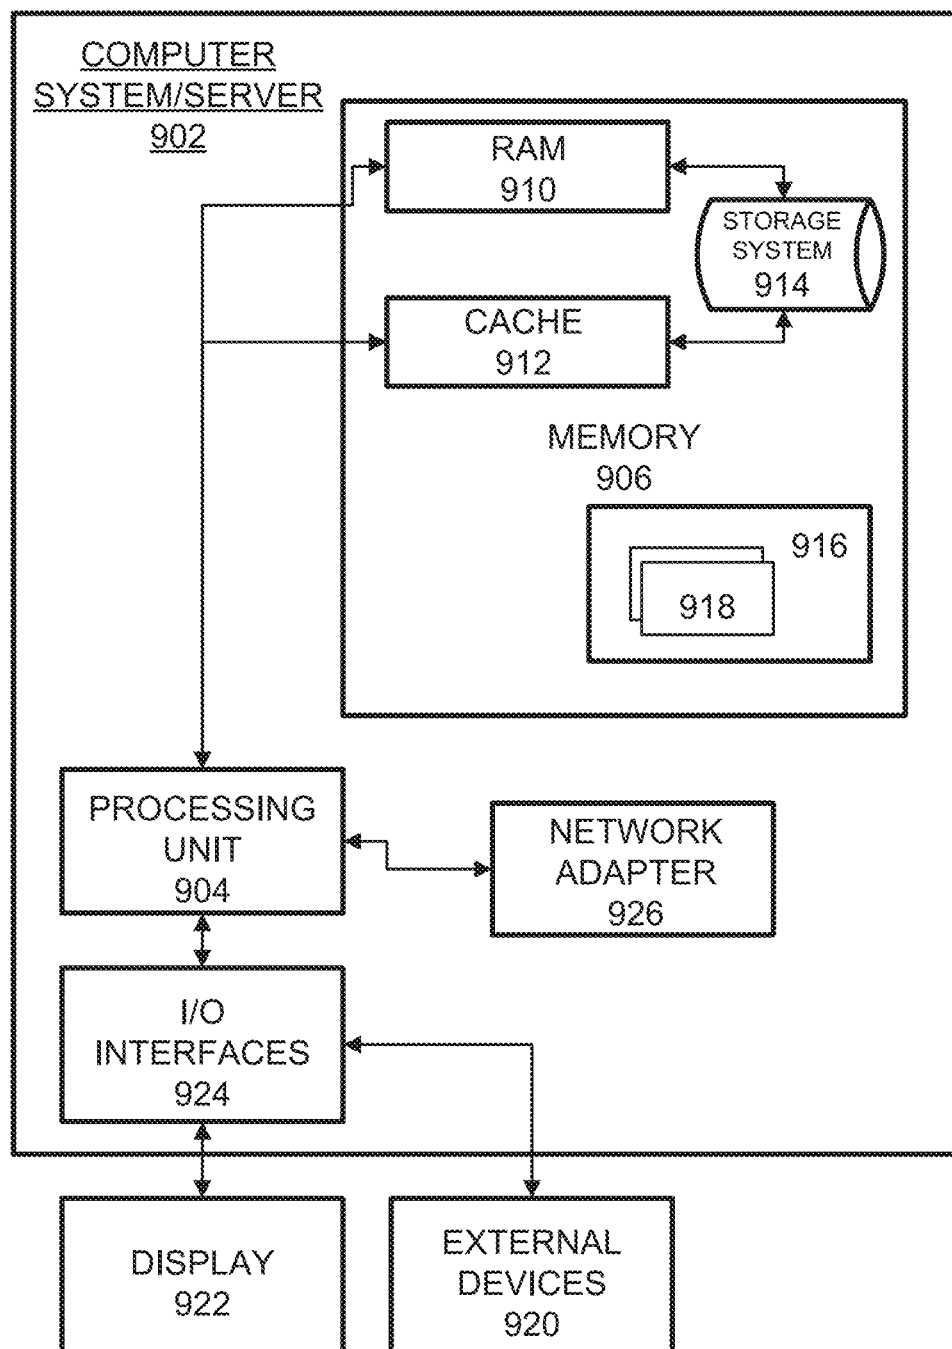 COMPUTER
SYSTEM/SERVER
902
RAM
910
STORAGE
SYSTEM
914
CACHE
912
MEMORY
906
916
918
PROCESSING
UNIT
904
NETWORK
ADAPTER
926
I/O
INTERFACES
924
DISPLAY
922
EXTERNAL
DEVICES
920